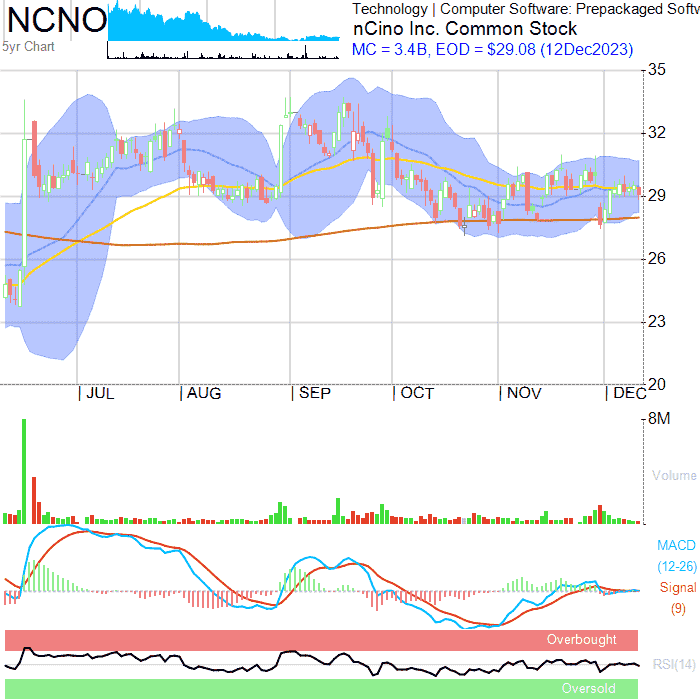 NCNO
5yr Chart
Technology | Computer Software: Prepackaged Softw
nCino Inc. Common Stock
MC = 3.4B, EOD = $29.08 (12Dec2023)
35
32
29
26
23
20
JUL
AUG
SEP
OCT
NOV
DEC
8M
Volume
MACD
(12-26)
Signal
(9)
Overbought
RSI(14)
Oversold